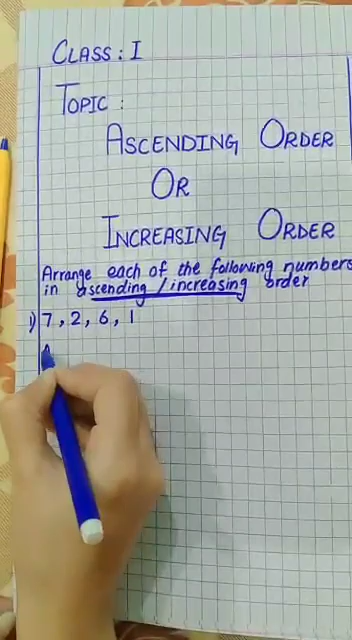 CLASS: I
TOPIC:
ASCENDING ORDER
OR
INCREASING ORDER
Arrange each of the following numbers
in ascending / increasing order
1) 7, 2, 6, 1